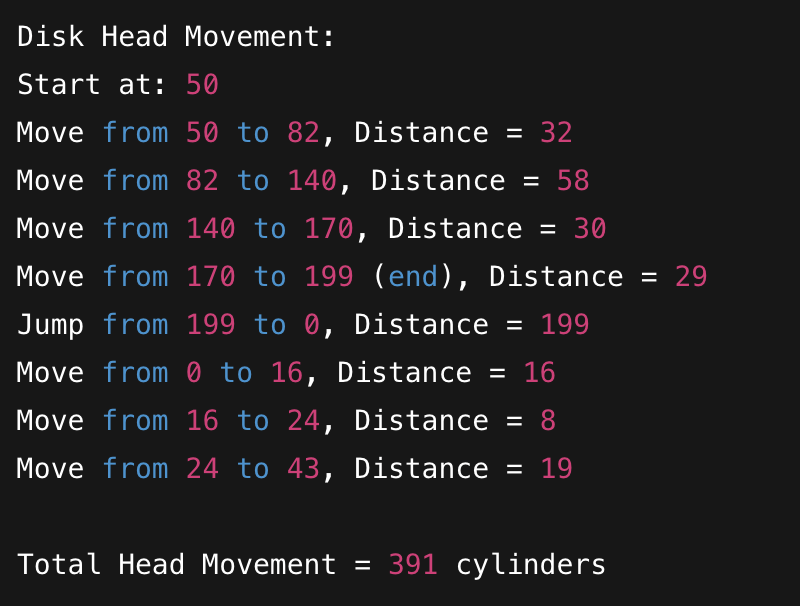 Disk Head Movement:
Start at: 50
Move from 50 to 82, Distance = 32
Move from 82 to 140, Distance = 58
Move from 140 to 170, Distance = 30
Move from 170 to 199 (end), Distance = 29
Jump from 199 to 0, Distance = 199
Move from 0 to 16, Distance = 16
Move from 16 to 24, Distance = 8
Move from 24 to 43, Distance = 19
Total Head Movement = 391 cylinders